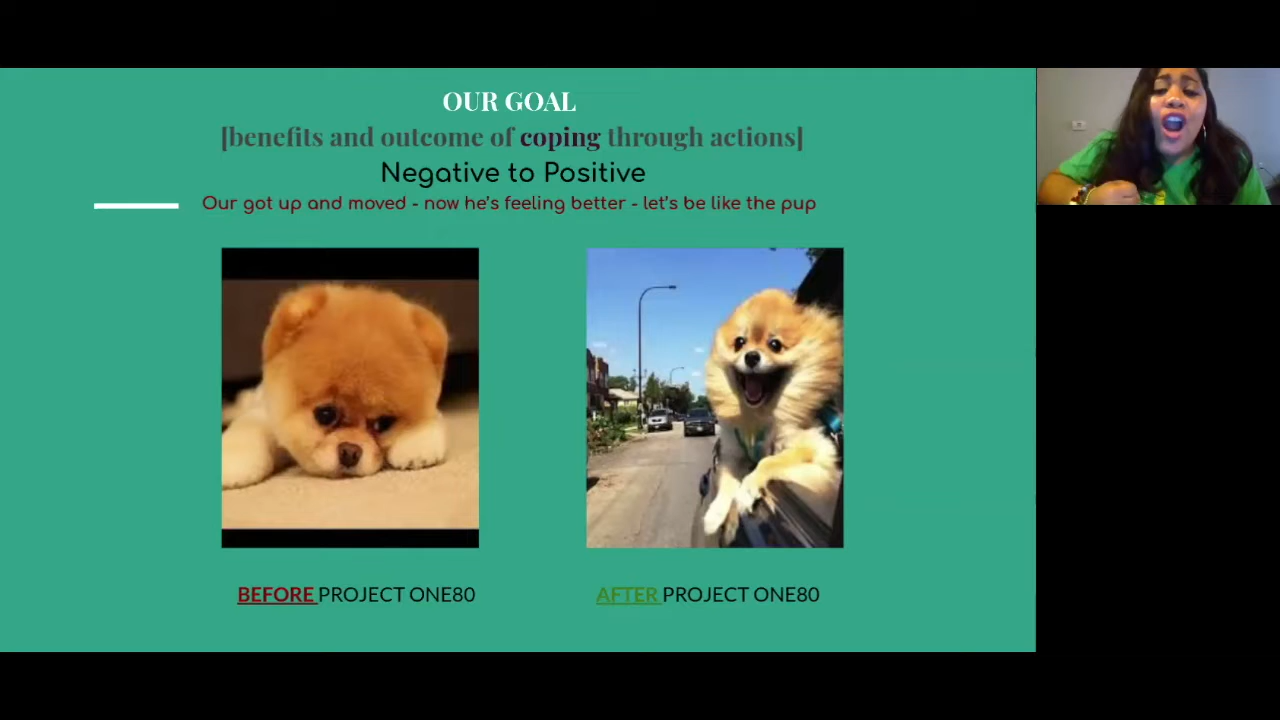 OUR GOAL
[benefits and outcome of coping through actions]
Negative to Positive
Our got up and moved - now he's feeling better - let's be like the pup
BEFORE PROJECT ONE80
AFTER PROJECT ONE80